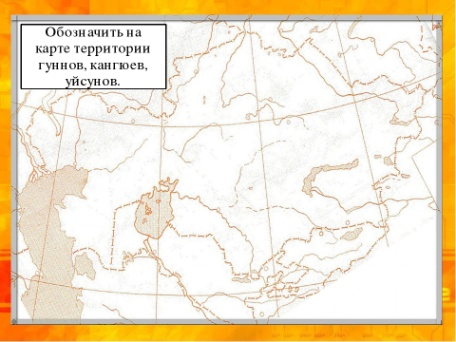 Обозначить на
карте территории
гуннов, кангюев,
уйсунов.